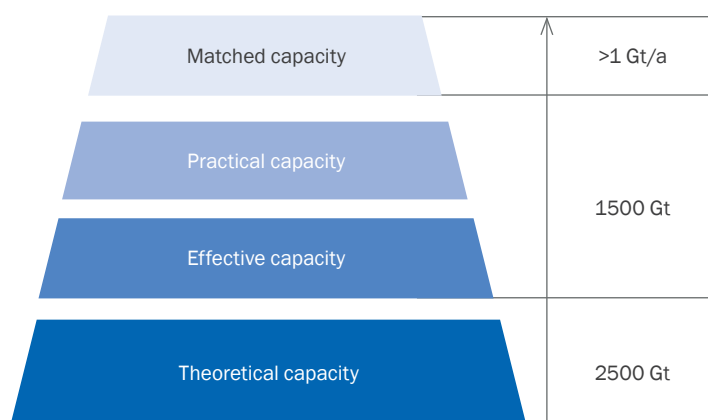 Matched capacity
>1 Gt/a
Practical capacity
1500 Gt
Effective capacity
Theoretical capacity
2500 Gt